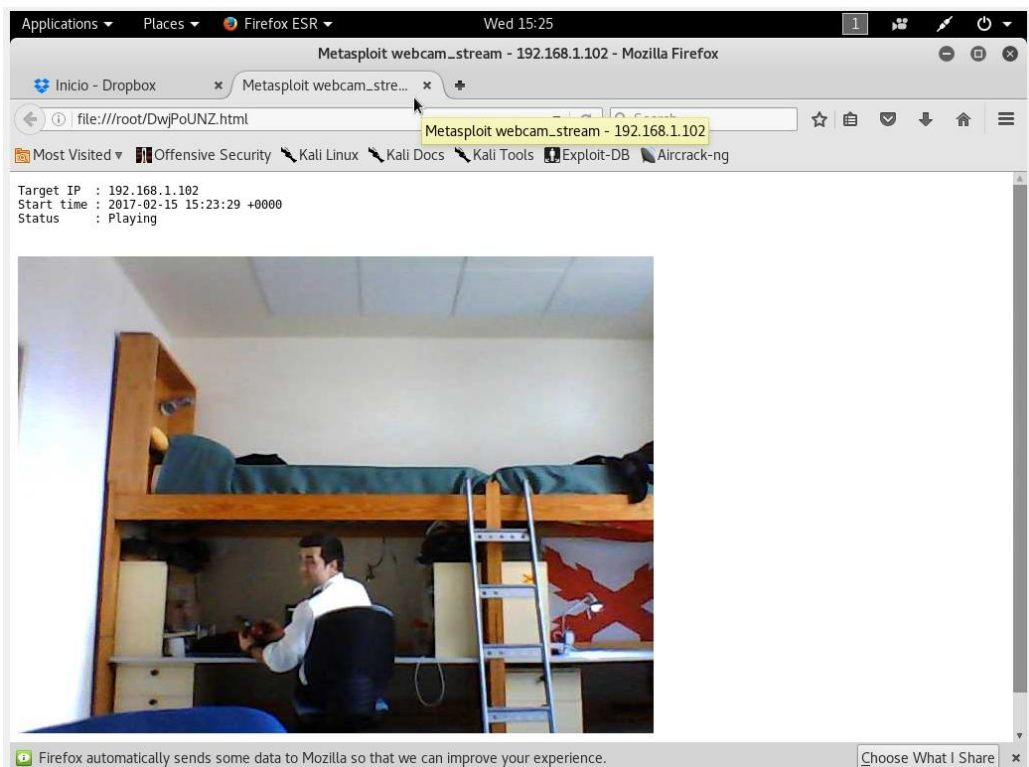 Applications Places Firefox ESR Wed 15:25 1
Metasploit webcam_stream - 192.168.1.102 - Mozilla Firefox
Inicio - Dropbox Metasploit webcam_stre...
file:///root/DwjPoUNZ.html
Metasploit webcam_stream - 192.168.1.102
Most Visited Offensive Security Kali Linux Kali Docs Kali Tools Exploit-DB Aircrack-ng
Target IP : 192.168.1.102
Start time : 2017-02-15 15:23:29 +0000
Status : Playing
Firefox automatically sends some data to Mozilla so that we can improve your experience. Choose What I Share